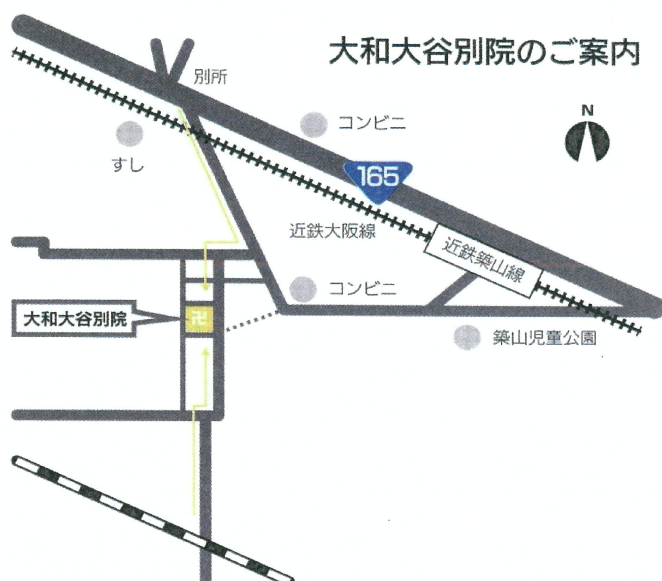 大和大谷別院のご案内
別所
N
コンビニ
すし
165
近鉄大阪線
近鉄築山線
コンビニ
大和大谷別院
卍
築山児童公園